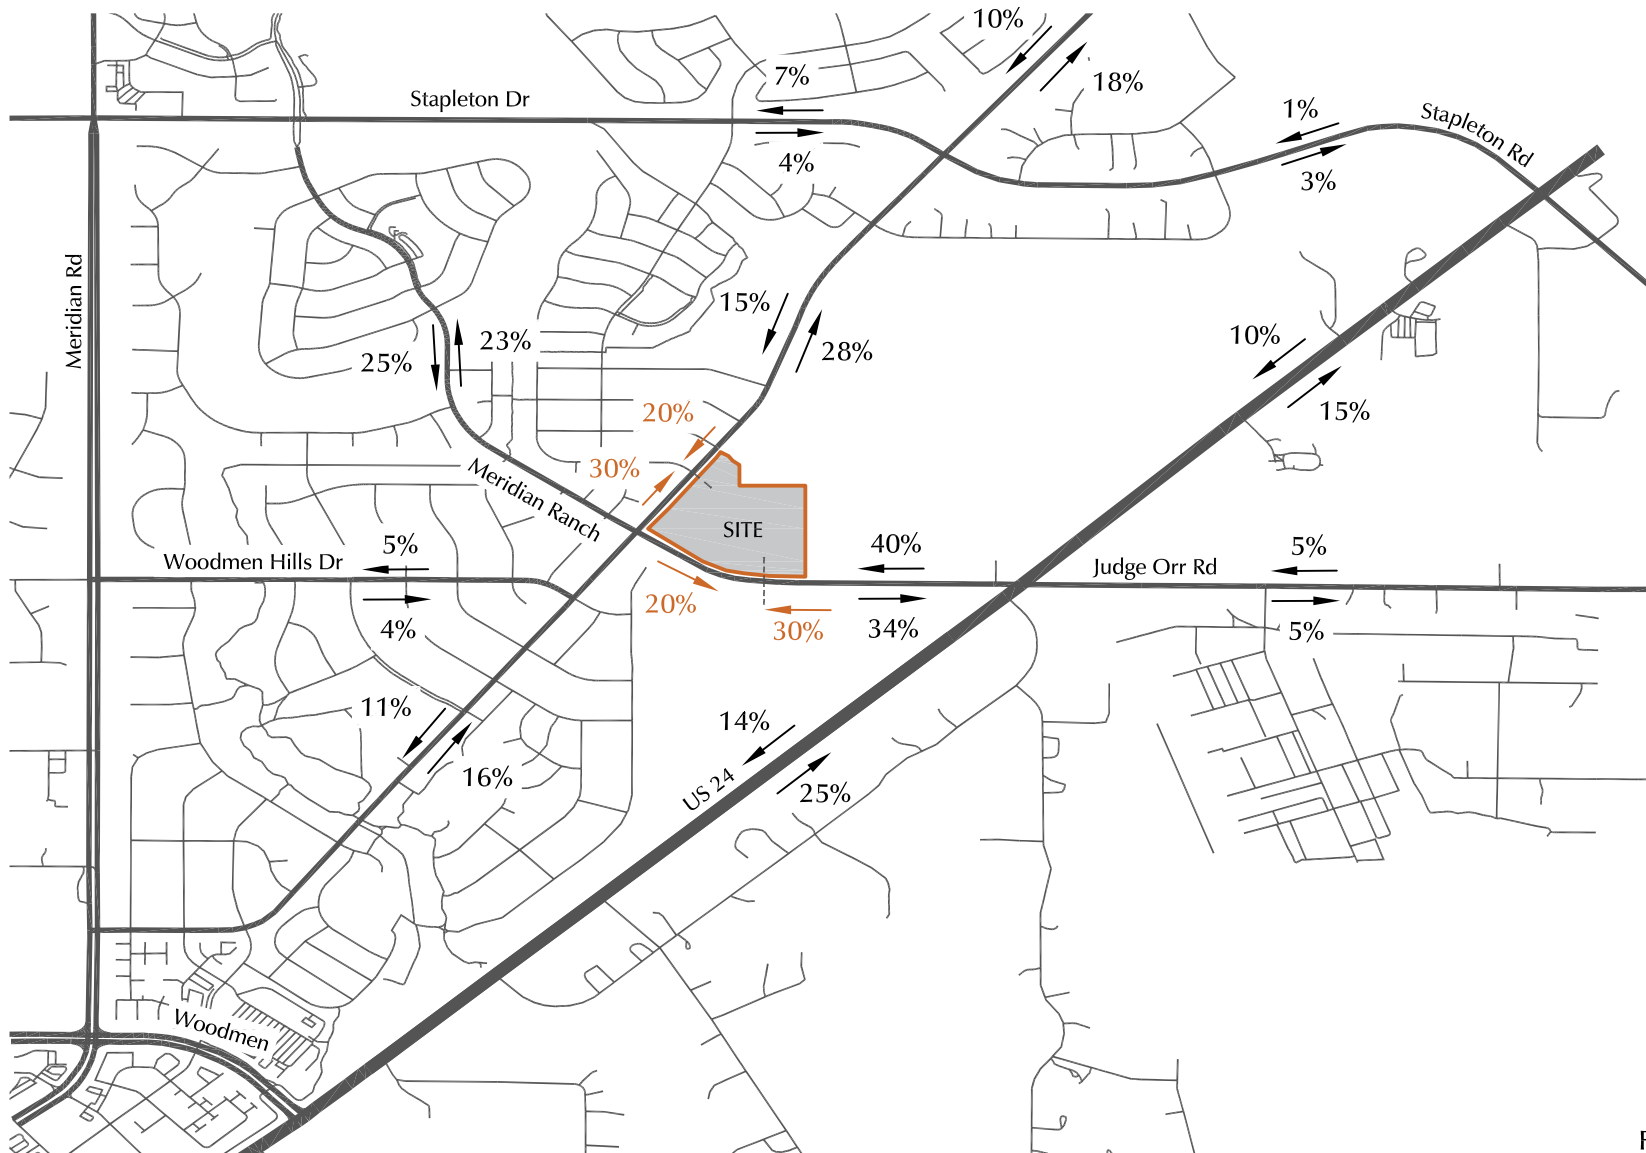 10%
7%
18%
Stapleton Dr
1%
Stapleton Rd
4%
3%
Meridian Rd
15%
10%
23%
28%
25%
20%
15%
30%
Meridian Ranch
SITE
5%
40%
5%
Woodmen Hills Dr
Judge Orr Rd
20%
4%
30%
34%
5%
11%
14%
16%
US 24
25%
Woodmen